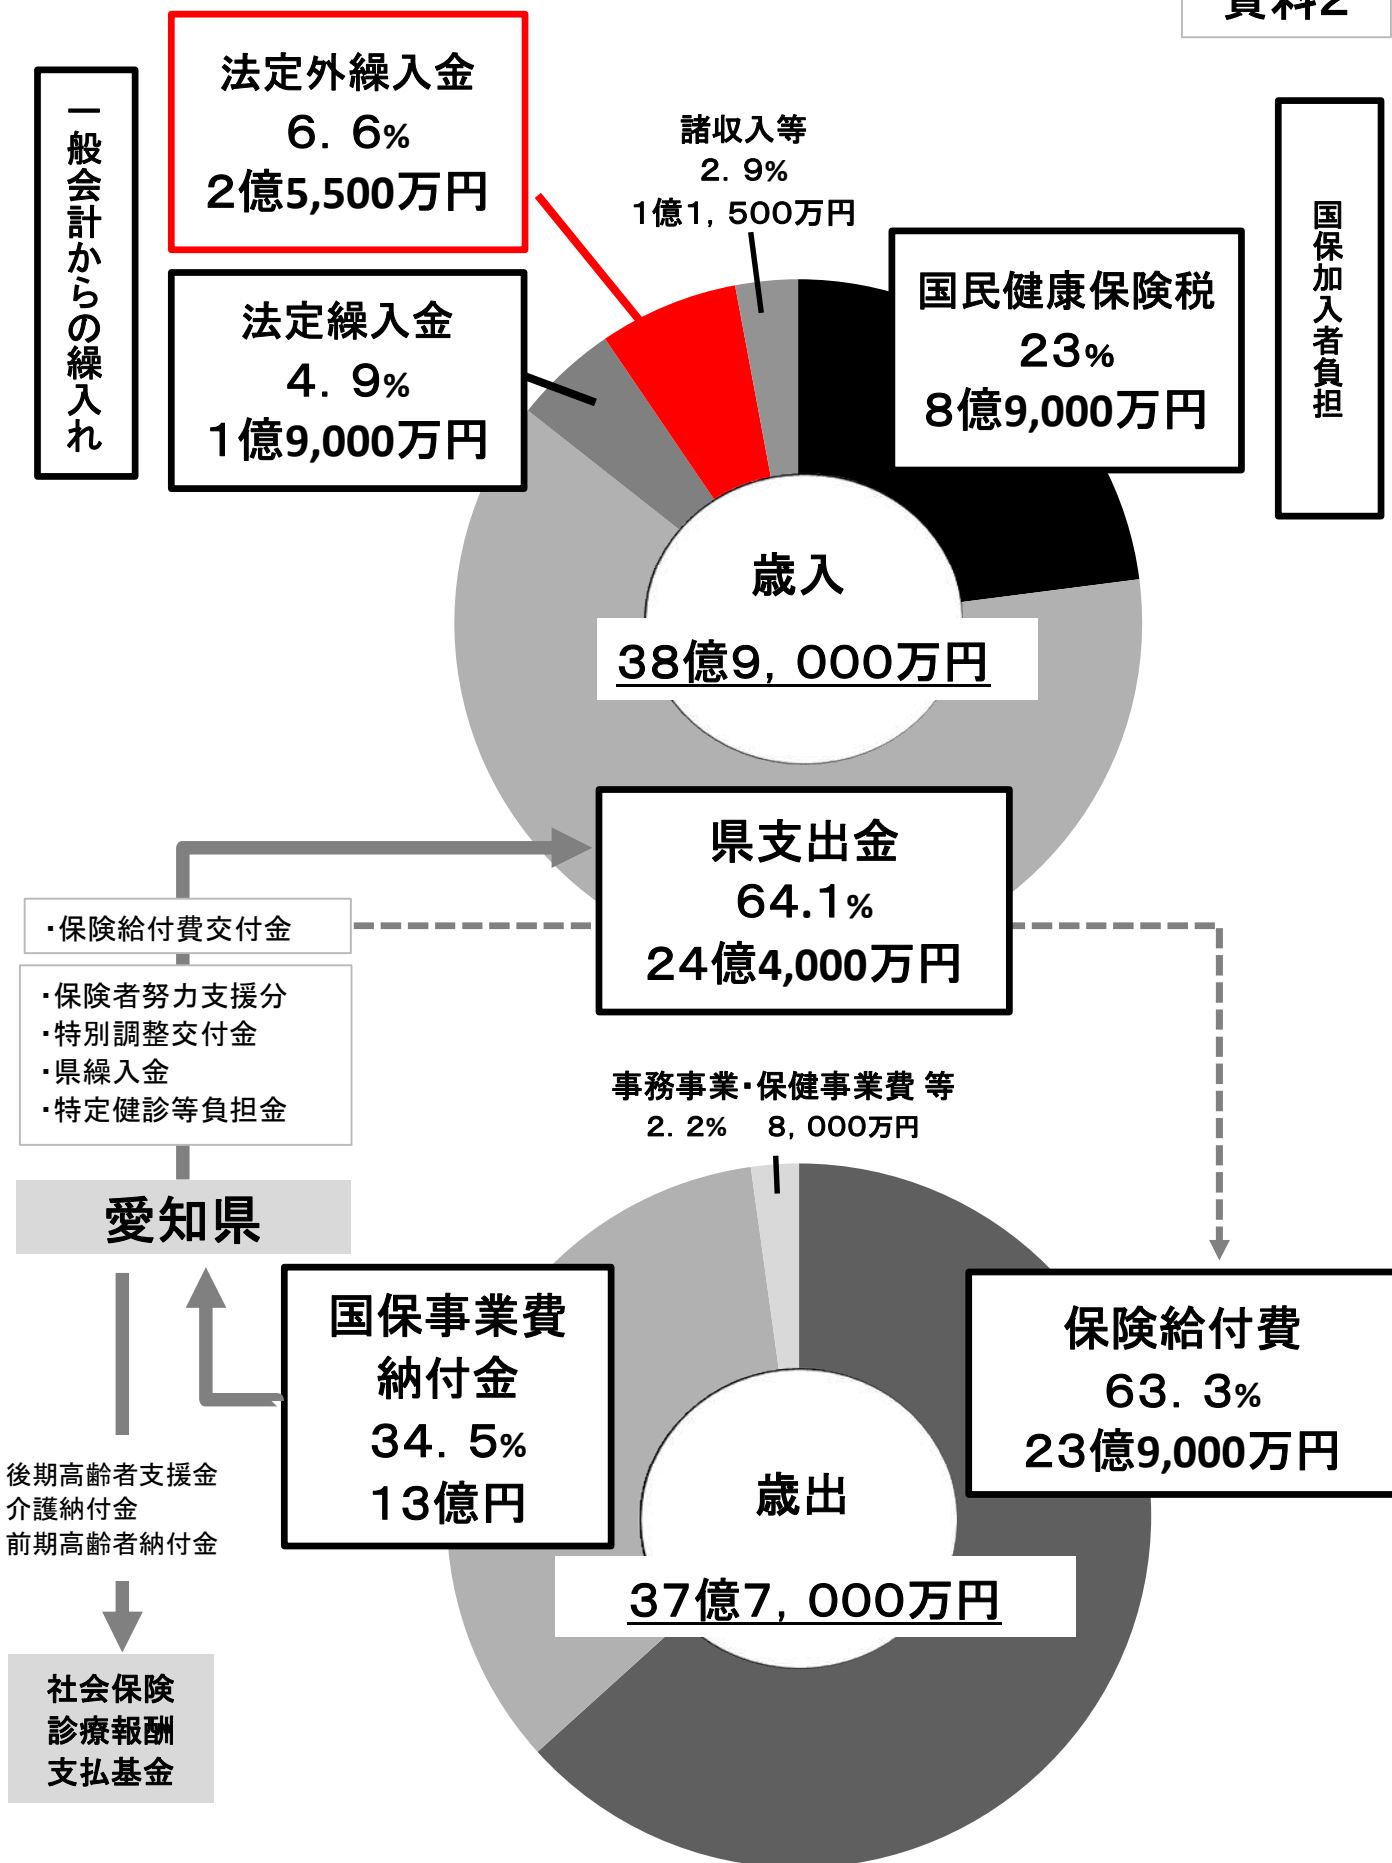 資料2
一般会計からの繰入れ
法定外繰入金
6．6%
2億5,500万円
法定繰入金
4．9%
1億9,000万円
諸収入等
2．9%
1億1，500万円
国民健康保険税
23%
8億9,000万円
国保加入者負担
歳入
38億9，000万円
県支出金
64.1%
24億4,000万円
・保険給付費交付金
・保険者努力支援分
・特別調整交付金
・県繰入金
・特定健診等負担金
愛知県
事務事業・保健事業費 等
2．2%　8，000万円
国保事業費
納付金
34．5%
13億円
保険給付費
63．3%
23億9,000万円
歳出
37億7，000万円
後期高齢者支援金
介護納付金
前期高齢者納付金
社会保険
診療報酬
支払基金